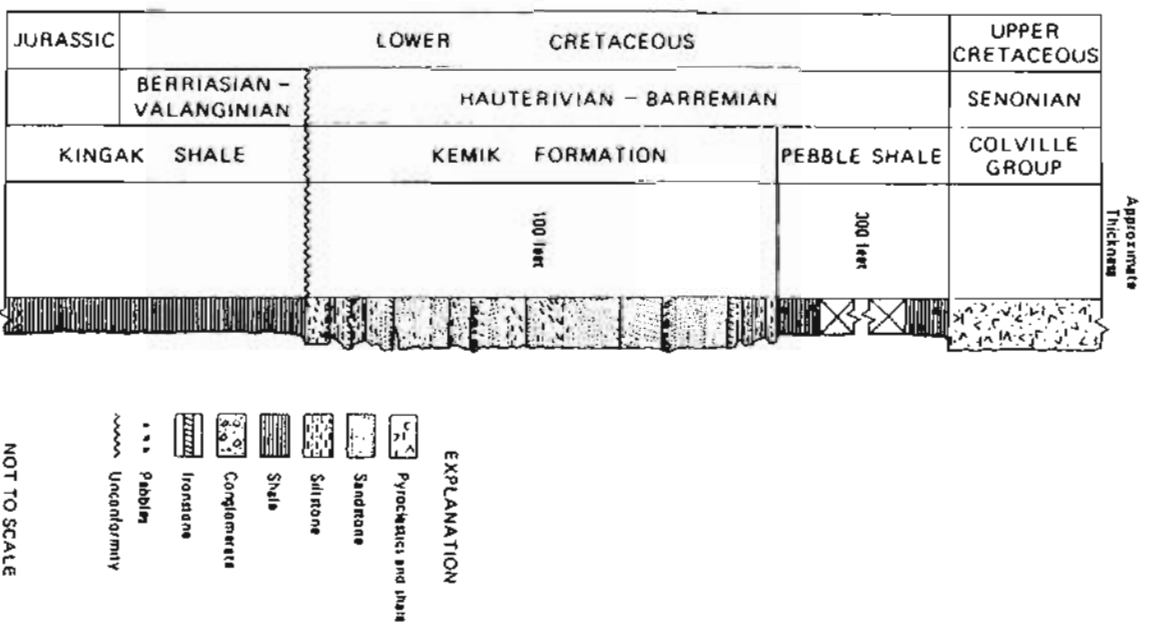 JURASSIC
LOWER CRETACEOUS
UPPER
CRETACEOUS
BERRIASIAN –
VALANGINIAN
HAUTERIVIAN – BARREMIAN
SENONIAN
KINGAK SHALE
KEMIK FORMATION
PEBBLE SHALE
COLVILLE
GROUP
100 feet
300 feet
Approximate
Thickness
EXPLANATION
Pyroclastics and shale
Sandstone
Siltstone
Shale
Conglomerate
Ironstone
Pebbles
Unconformity
NOT TO SCALE